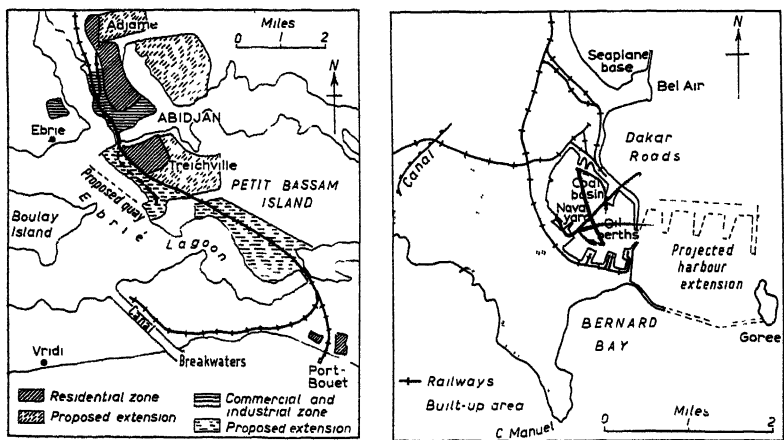 Adjame
Miles
0 1 2
N
ABIDJAN
Ebrie
Treichville
Proposed quay
PETIT BASSAM
ISLAND
Boulay
Island
Ebrié
Lagoon
Canal
Vridi
Breakwaters
Port-
Bouet
Residential zone
Proposed extension
Commercial and
industrial zone
Proposed extension
N
Seaplane
base
Bel Air
Dakar
Roads
Canal
Coal
basin
Naval
yard
Oil
berths
Projected
harbour
extension
BERNARD
BAY
Goree
Railways
Built-up area
C Manuel
Miles
0 2